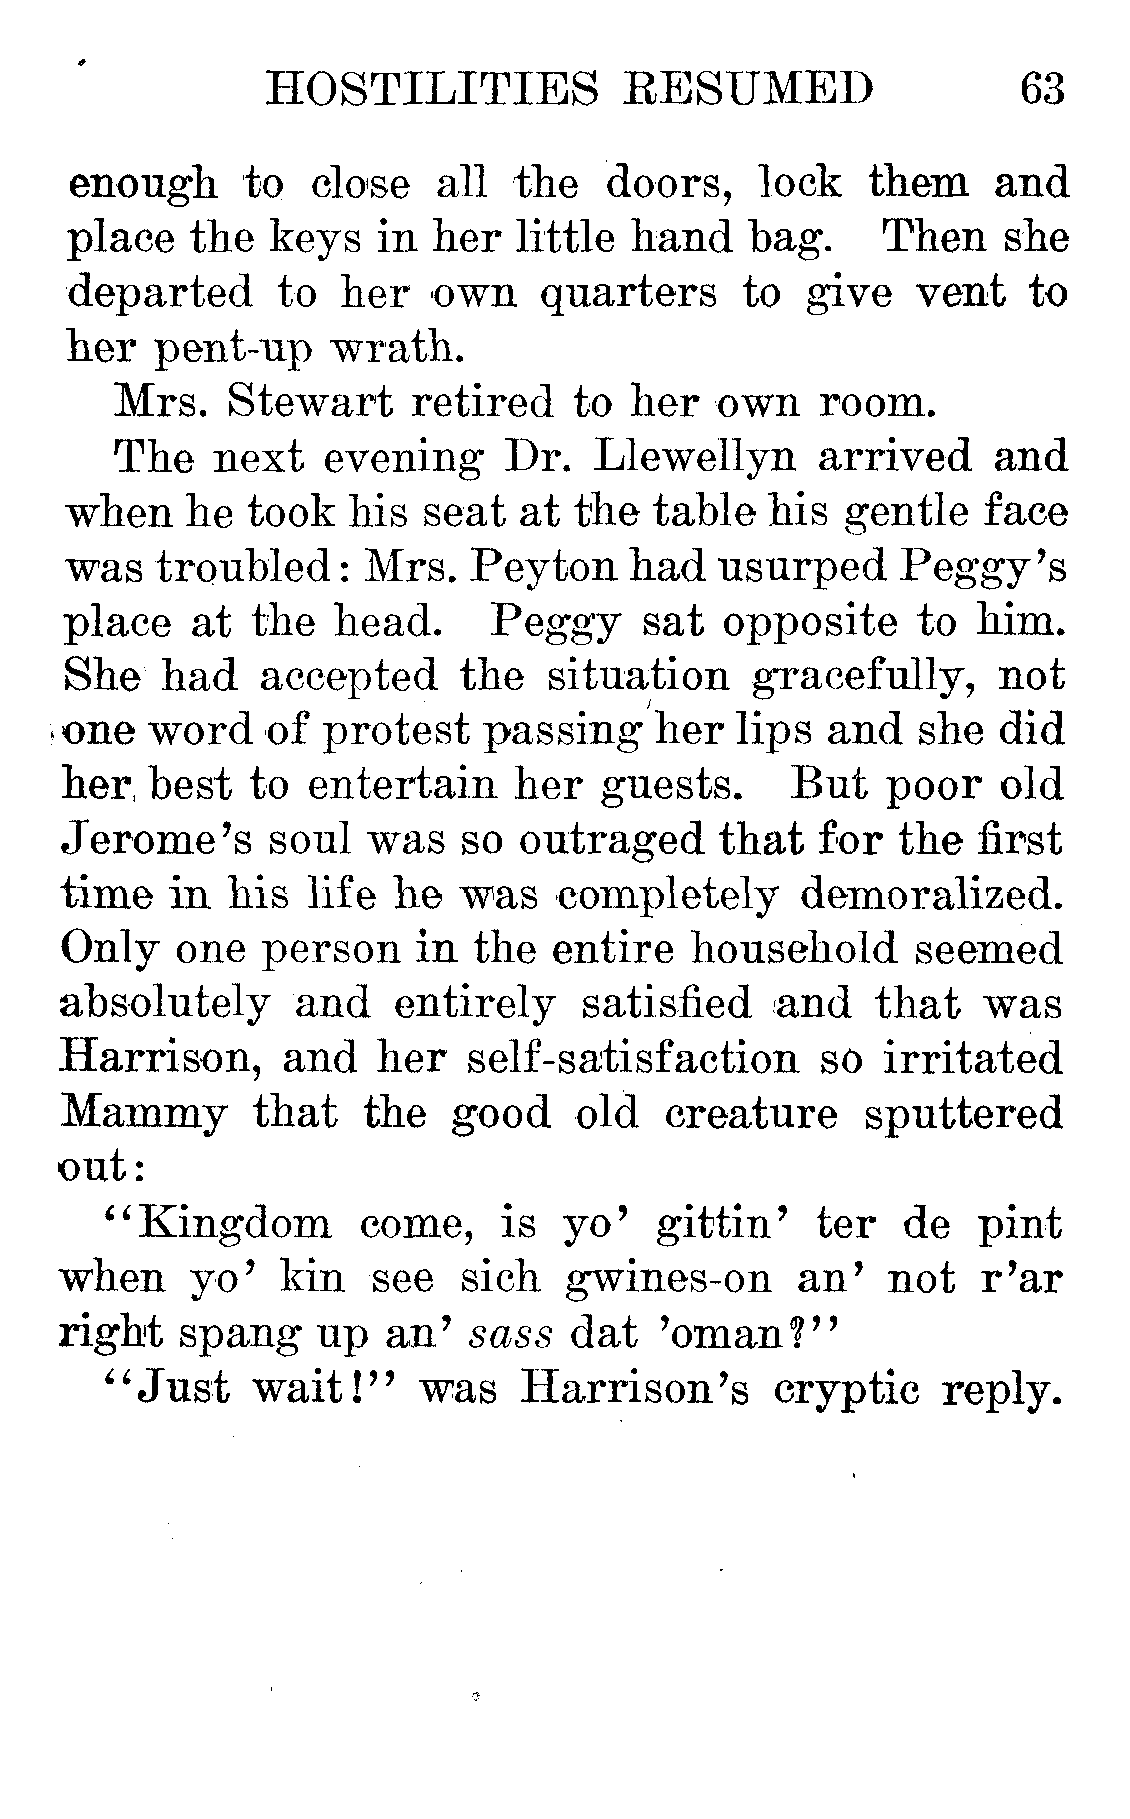 HOSTILITIES RESUMED 63
enough to close all the doors, lock them and
place the keys in her little hand bag. Then she
departed to her own quarters to give vent to
her pent-up wrath.
Mrs. Stewart retired to her own room.
The next evening Dr. Llewellyn arrived and
when he took his seat at the table his gentle face
was troubled: Mrs. Peyton had usurped Peggy's
place at the head. Peggy sat opposite to him.
She had accepted the situation gracefully, not
one word of protest passing her lips and she did
her best to entertain her guests. But poor old
Jerome's soul was so outraged that for the first
time in his life he was completely demoralized.
Only one person in the entire household seemed
absolutely and entirely satisfied and that was
Harrison, and her self-satisfaction so irritated
Mammy that the good old creature sputtered
out:
"Kingdom come, is yo' gittin' ter de pint
when yo' kin see sich gwines-on an' not r'ar
right spang up an' sass dat 'oman?"
"Just wait!" was Harrison's cryptic reply.